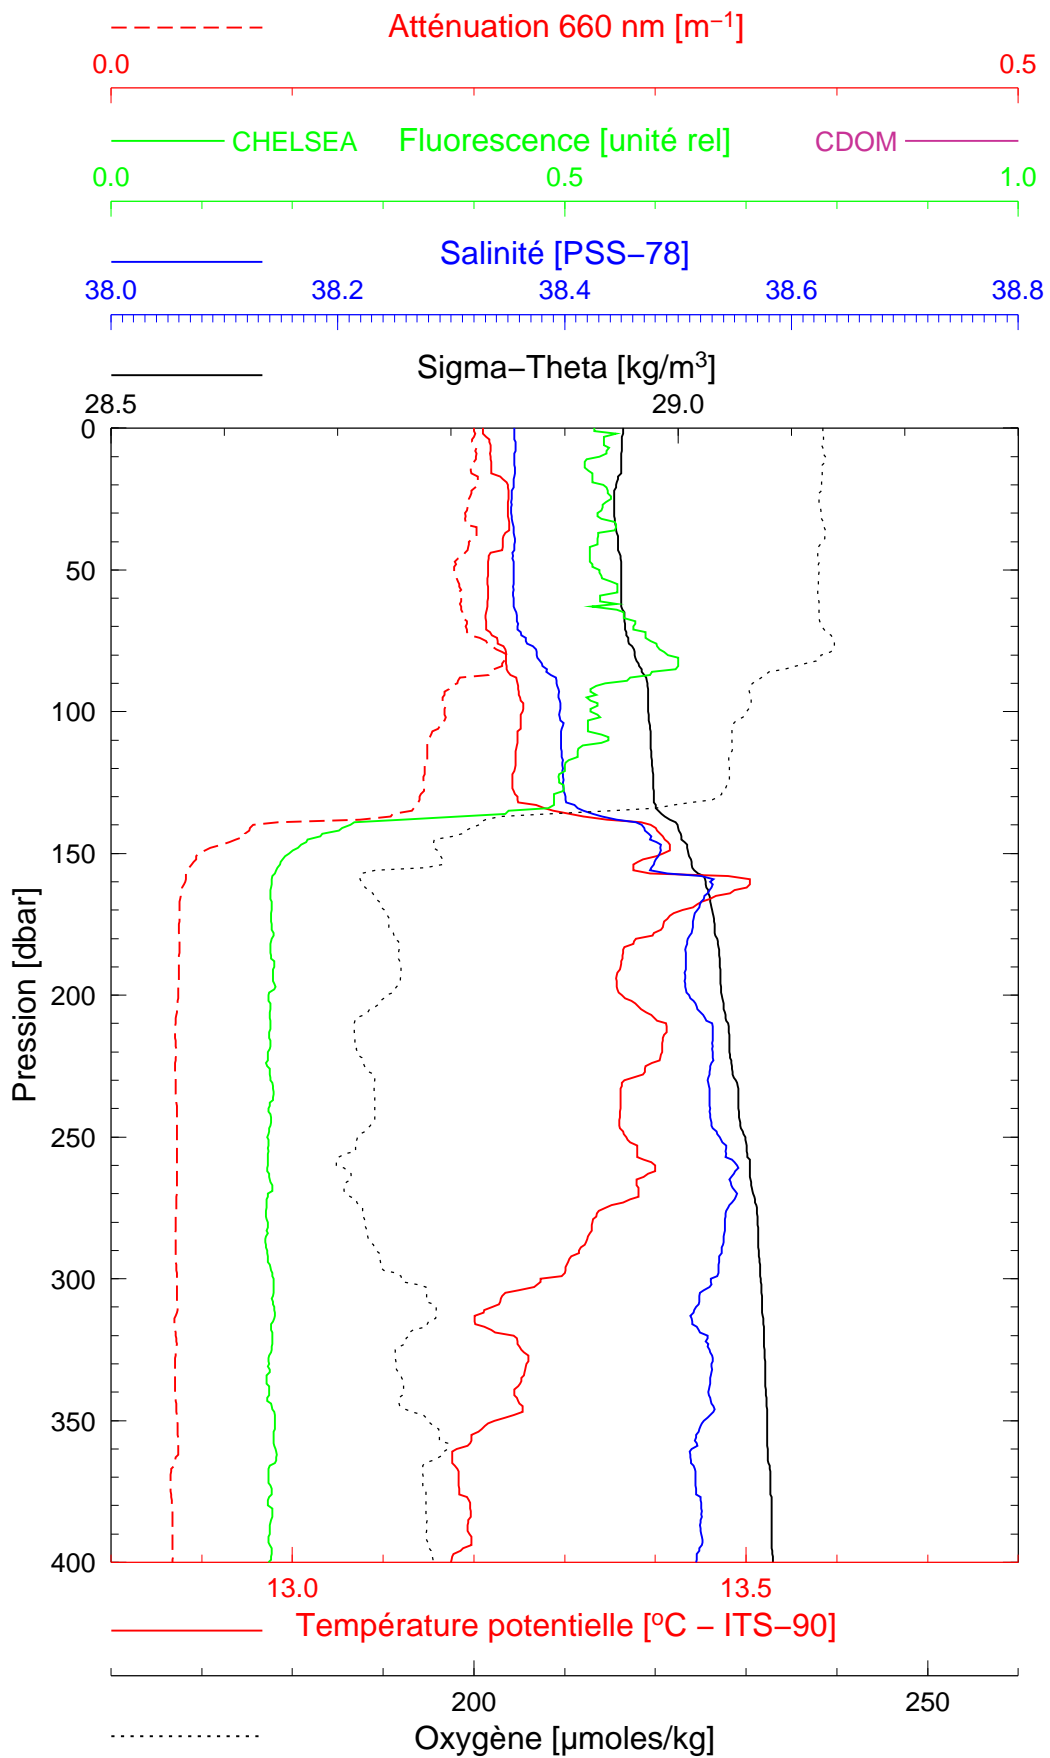 Atténuation 660 nm [m⁻¹]
0.0 0.5
CHELSEA Fluorescence [unité rel] CDOM
0.0 0.5 1.0
Salinité [PSS−78]
38.0 38.2 38.4 38.6 38.8
Sigma−Theta [kg/m³]
28.5 29.0
0
50
100
150
200
250
300
350
400
Pression [dbar]
13.0 13.5
Température potentielle [ºC − ITS−90]
200 250
Oxygène [µmoles/kg]